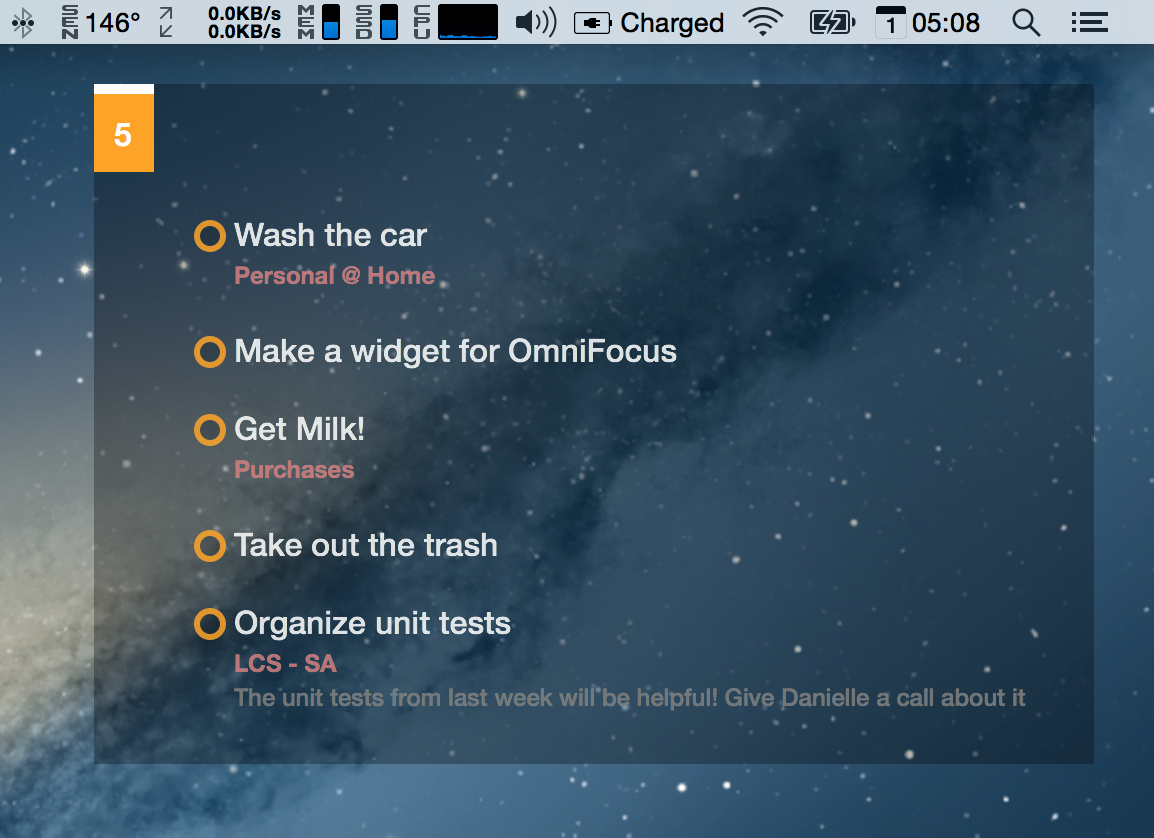 SEN 146° 0.0KB/s MEM SSD CPU Charged 1 05:08
0.0KB/s
5
Wash the car
Personal @ Home
Make a widget for OmniFocus
Get Milk!
Purchases
Take out the trash
Organize unit tests
LCS - SA
The unit tests from last week will be helpful! Give Danielle a call about it